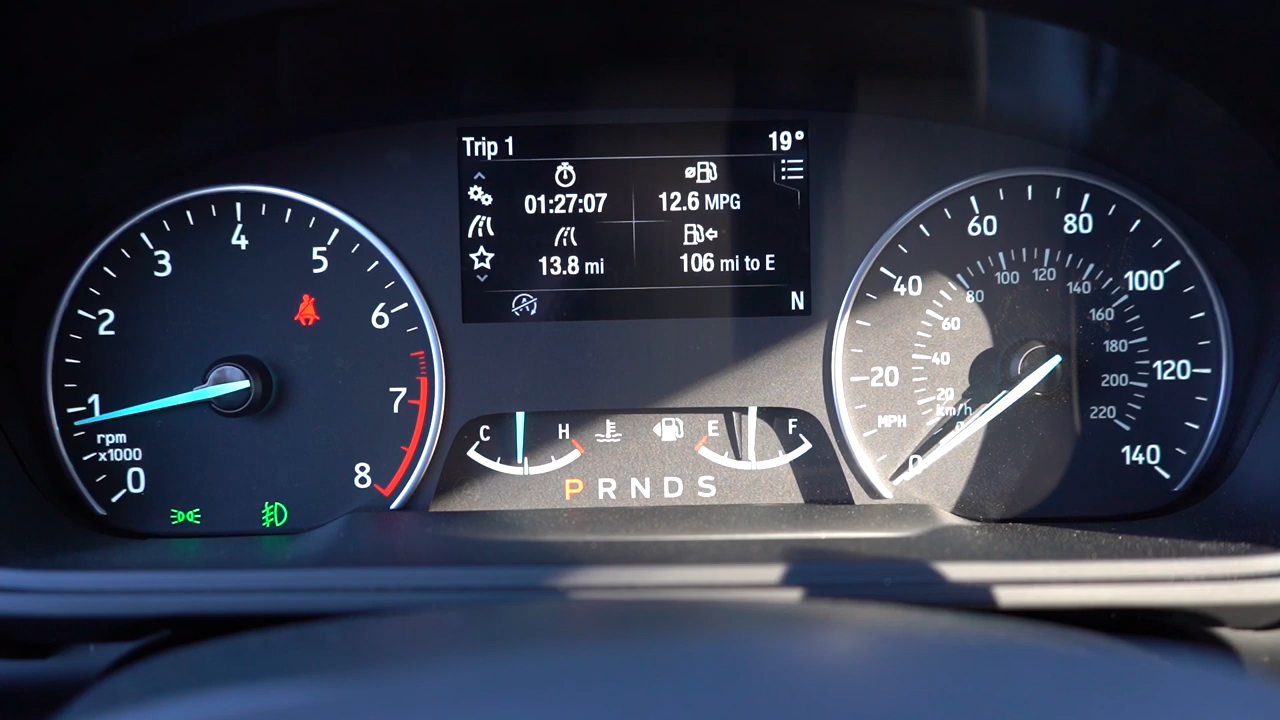 Trip 1
19°
01:27:07
12.6 MPG
13.8 mi
106 mi to E
N
0
1
2
3
4
5
6
7
8
rpm
x1000
C
H
E
F
P R N D S
0
20
40
60
80
100
120
140
MPH
0
20
40
60
80
100
120
140
160
180
200
220
km/h